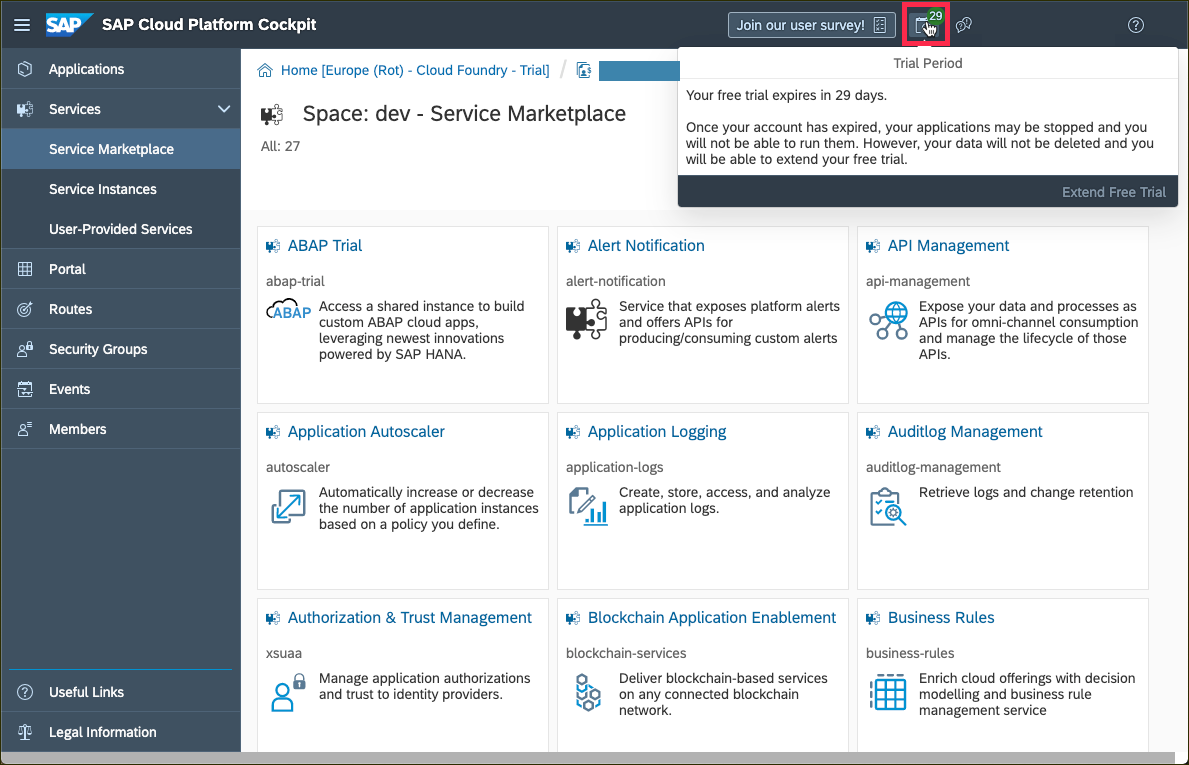 SAP
SAP Cloud Platform Cockpit
Join our user survey!
29
Applications
Services
Service Marketplace
Service Instances
User-Provided Services
Portal
Routes
Security Groups
Events
Members
Useful Links
Legal Information
Home [Europe (Rot) - Cloud Foundry - Trial] /
Space: dev - Service Marketplace
All: 27
Trial Period
Your free trial expires in 29 days.
Once your account has expired, your applications may be stopped and you
will not be able to run them. However, your data will not be deleted and you
will be able to extend your free trial.
Extend Free Trial
ABAP Trial
abap-trial
ABAP
Access a shared instance to build
custom ABAP cloud apps,
leveraging newest innovations
powered by SAP HANA.
Alert Notification
alert-notification
Service that exposes platform alerts
and offers APIs for
producing/consuming custom alerts
API Management
api-management
Expose your data and processes as
APIs for omni-channel consumption
and manage the lifecycle of those
APIs.
Application Autoscaler
autoscaler
Automatically increase or decrease
the number of application instances
based on a policy you define.
Application Logging
application-logs
Create, store, access, and analyze
application logs.
Auditlog Management
auditlog-management
Retrieve logs and change retention
Authorization & Trust Management
xsuaa
Manage application authorizations
and trust to identity providers.
Blockchain Application Enablement
blockchain-services
Deliver blockchain-based services
on any connected blockchain
network.
Business Rules
business-rules
Enrich cloud offerings with decision
modelling and business rule
management service